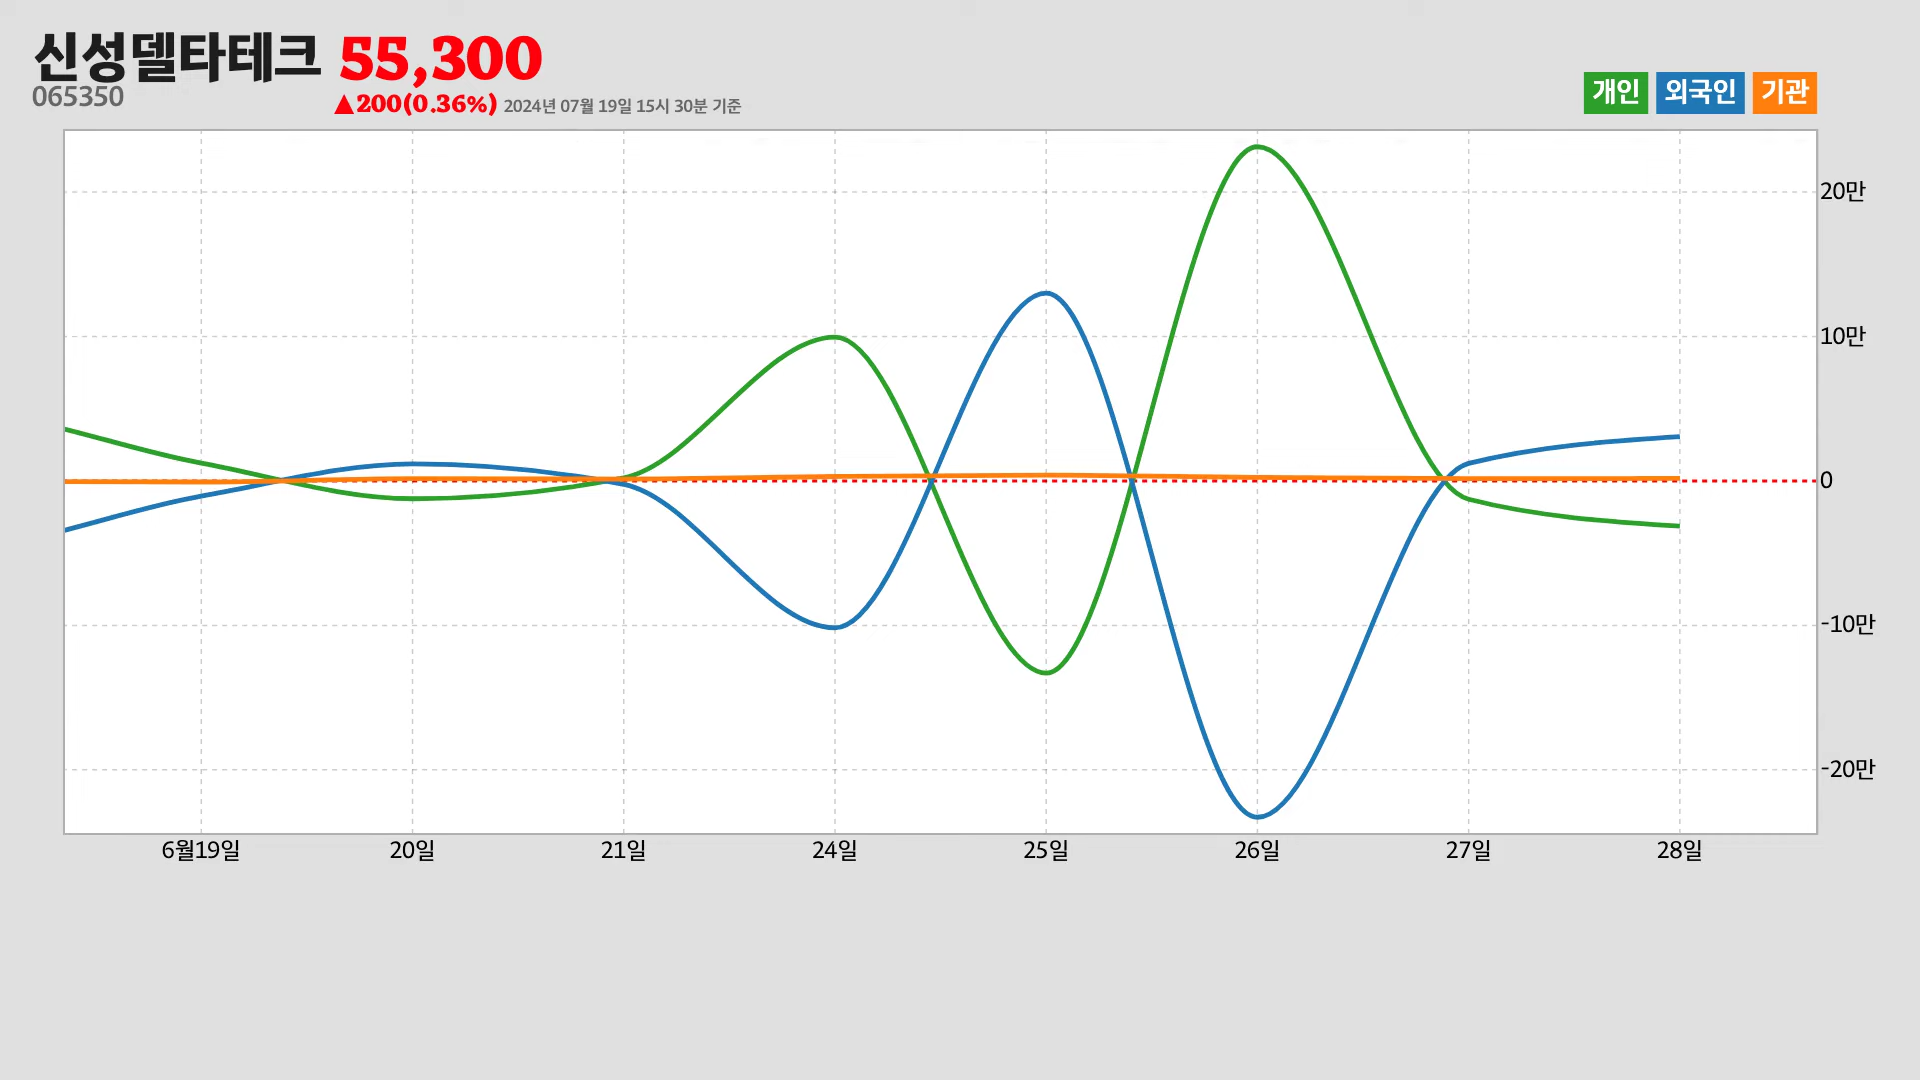 신성델타테크 55,300
065350
▲200(0.36%) 2024년 07월 19일 15시 30분 기준
개인 외국인 기관
20만
10만
0
-10만
-20만
6월19일 20일 21일 24일 25일 26일 27일 28일